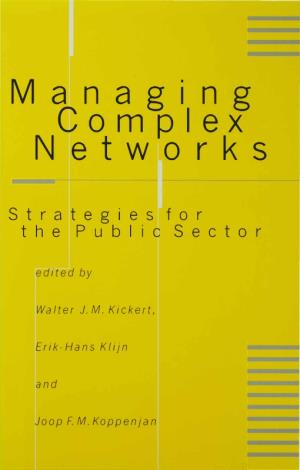 Managing
Complex
Networks
Strategies for
the Public Sector
edited by
Walter J. M. Kickert,
Erik-Hans Klijn
and
Joop F. M. Koppenjan